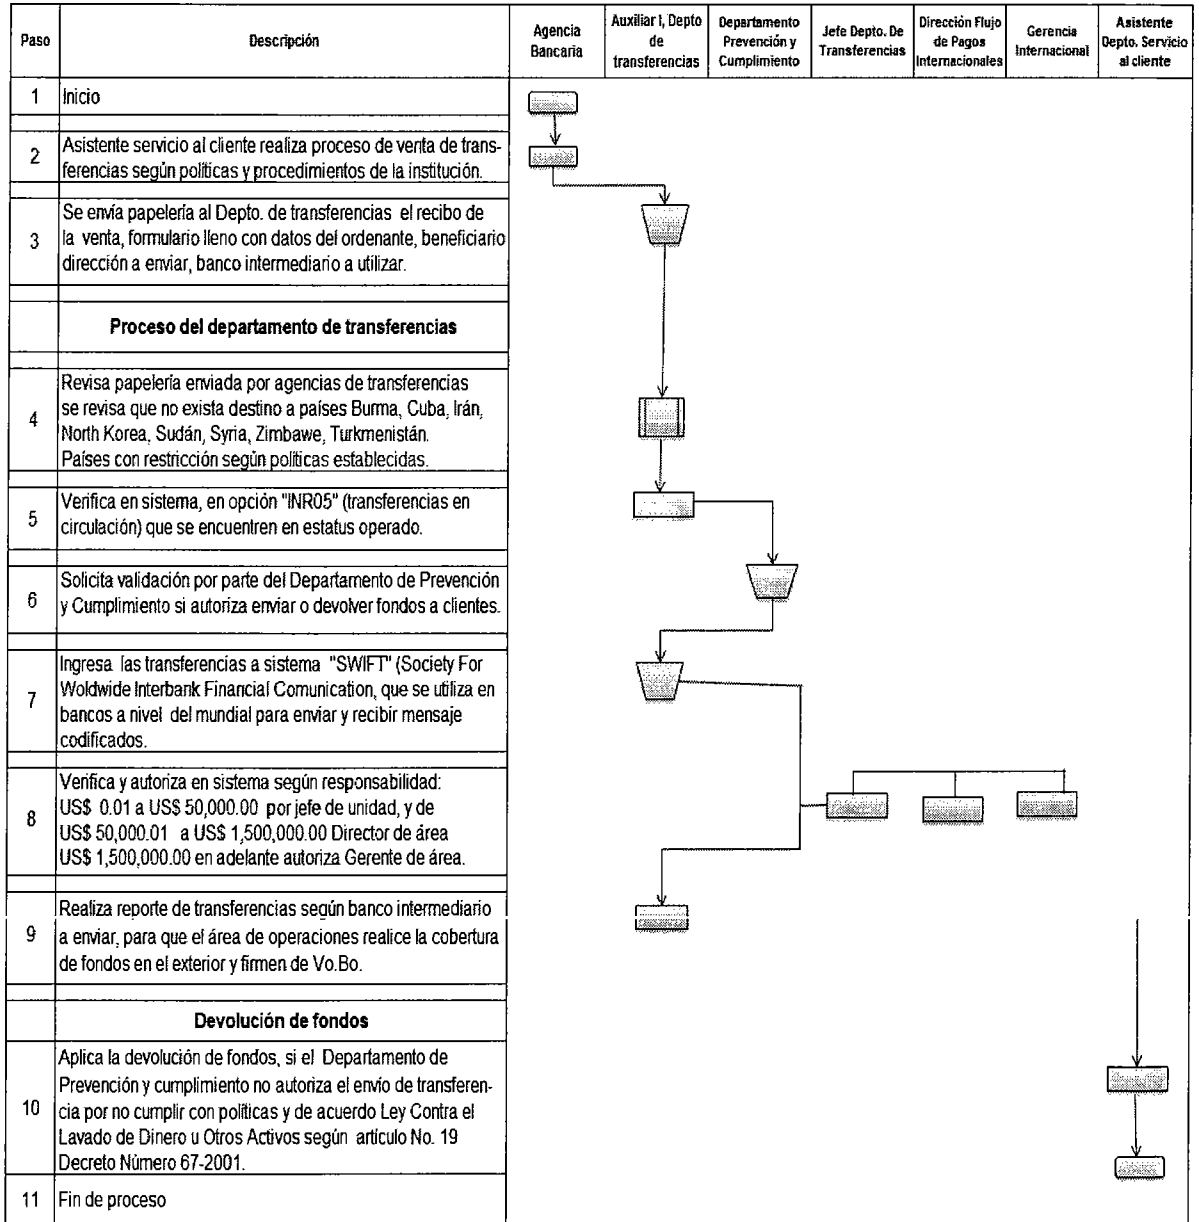 Paso
Descripción
Agencia
Bancaria
Auxiliar I, Depto
de
transferencias
Departamento
Prevención y
Cumplimiento
Jefe Depto. De
Transferencias
Dirección Flujo
de Pagos
Internacionales
Gerencia
Internacional
Asistente
Depto. Servicio
al cliente
1
Inicio
2
Asistente servicio al cliente realiza proceso de venta de trans-
ferencias según políticas y procedimientos de la institución.
3
Se envía papelería al Depto. de transferencias el recibo de
la venta, formulario lleno con datos del ordenante, beneficiario
dirección a enviar, banco intermediario a utilizar.
Proceso del departamento de transferencias
4
Revisa papelería enviada por agencias de transferencias
se revisa que no exista destino a países Burma, Cuba, Irán,
North Korea, Sudán, Syria, Zimbawe, Turkmenistán.
Países con restricción según políticas establecidas.
5
Verifica en sistema, en opción "INR05" (transferencias en
circulación) que se encuentren en estatus operado.
6
Solicita validación por parte del Departamento de Prevención
y Cumplimiento si autoriza enviar o devolver fondos a clientes.
7
Ingresa las transferencias a sistema "SWIFT" (Society For
Woldwide Interbank Financial Comunication, que se utiliza en
bancos a nivel del mundial para enviar y recibir mensaje
codificados.
8
Verifica y autoriza en sistema según responsabilidad:
US$ 0.01 a US$ 50,000.00 por jefe de unidad, y de
US$ 50,000.01 a US$ 1,500,000.00 Director de área
US$ 1,500,000.00 en adelante autoriza Gerente de área.
9
Realiza reporte de transferencias según banco intermediario
a enviar, para que el área de operaciones realice la cobertura
de fondos en el exterior y firmen de Vo.Bo.
Devolución de fondos
10
Aplica la devolución de fondos, si el Departamento de
Prevención y cumplimiento no autoriza el envío de transferen-
cia por no cumplir con políticas y de acuerdo Ley Contra el
Lavado de Dinero u Otros Activos según artículo No. 19
Decreto Número 67-2001.
11
Fin de proceso